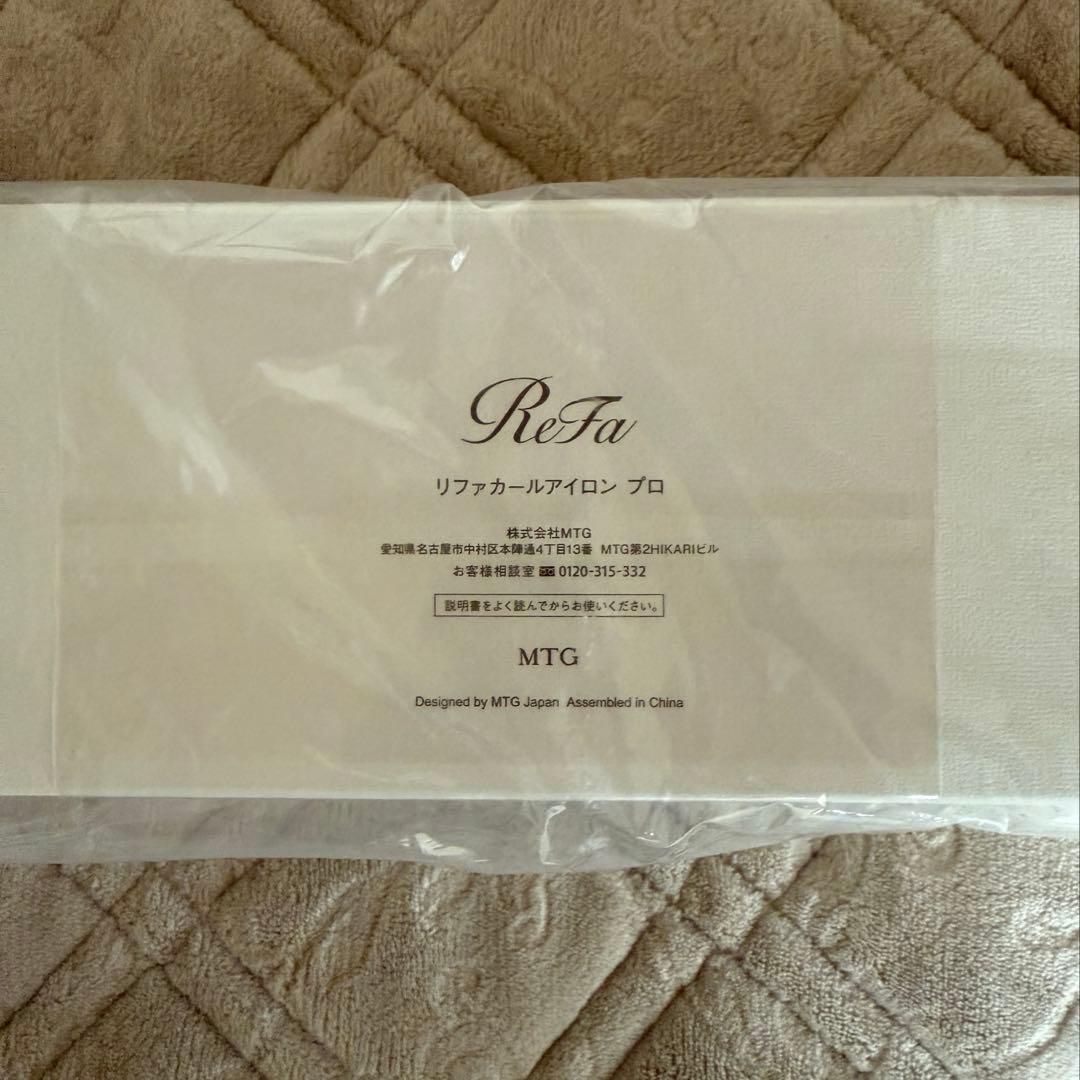 ReFa
リファカールアイロン プロ
株式会社MTG
愛知県名古屋市中村区本陣通4丁目13番 MTG第2HIKARIビル
お客様相談室 0120-315-332
説明書をよく読んでからお使いください。
MTG
Designed by MTG Japan Assembled in China